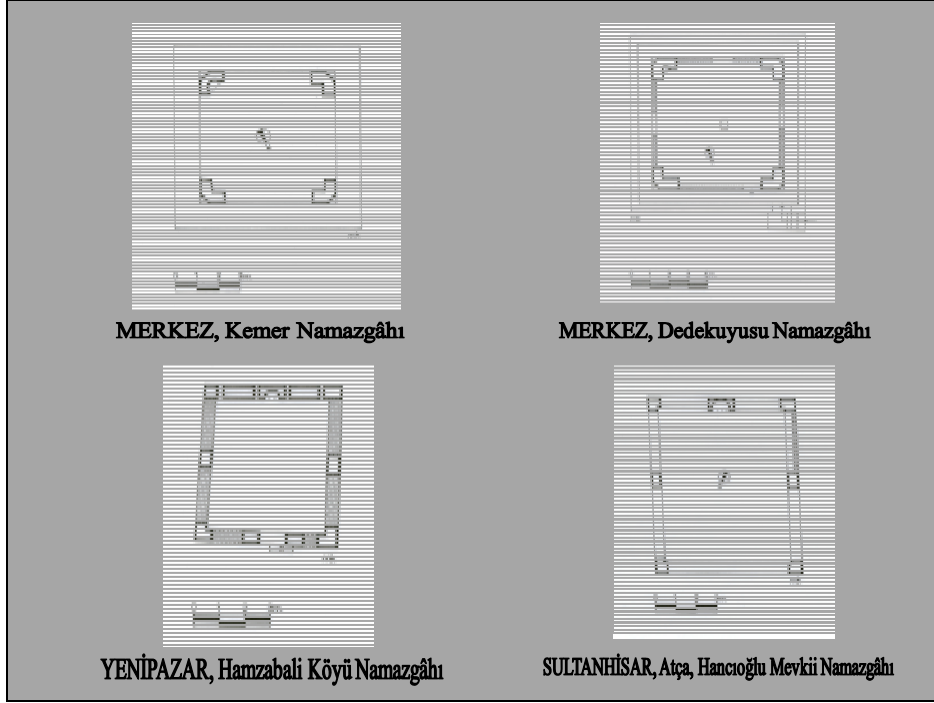 MERKEZ, Kemer Namazgâhı
MERKEZ, Dedekuyusu Namazgâhı
YENİPAZAR, Hamzabali Köyü Namazgâhı
SULTANHİSAR, Atça, Hancıoğlu Mevkii Namazgâhı